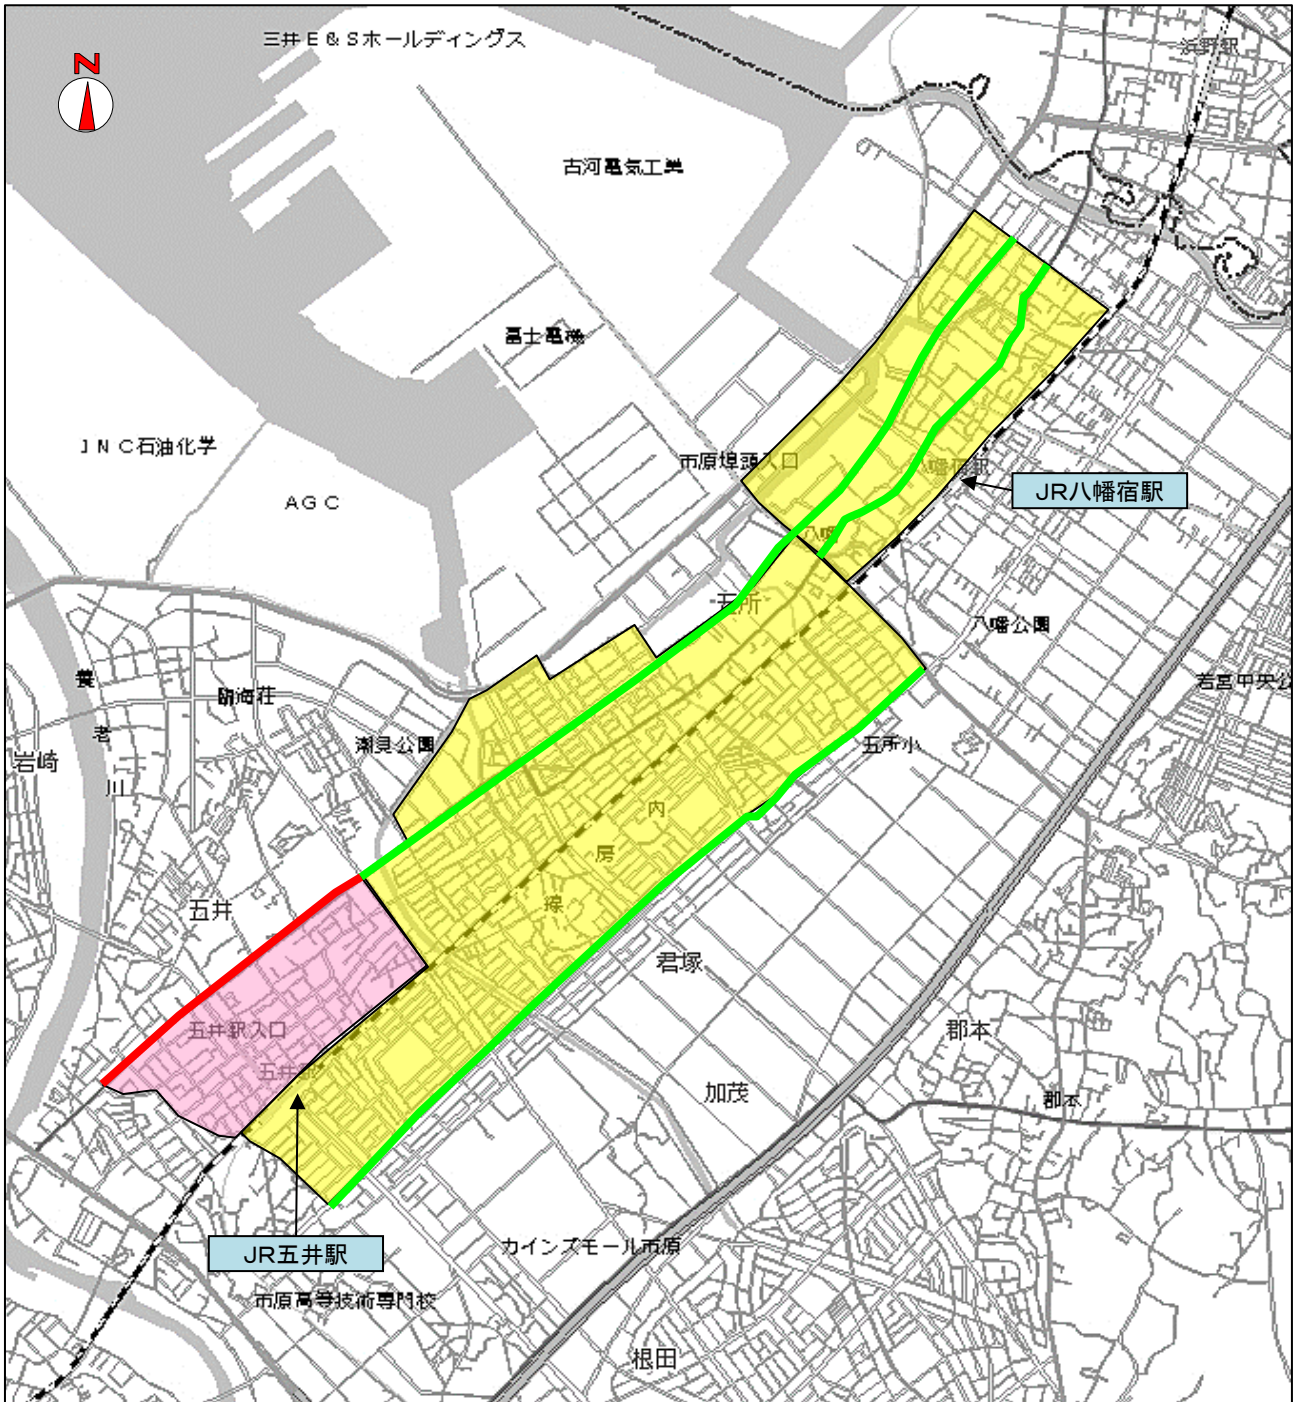 三井E&Sホールディングス
N
浜野駅
古河電気工業
富士電機
JNC石油化学
市原埠頭入口
八幡宿駅
JR八幡宿駅
AGC
八幡
五所
八幡公園
養
老
川
臨海荘
若宮中央公
潮見公園
五所小
岩崎
内
房
線
五井
君塚
五井駅入口
郡本
五井駅
加茂
郡本
JR五井駅
カインズモール市原
市原高等技術専門校
根田